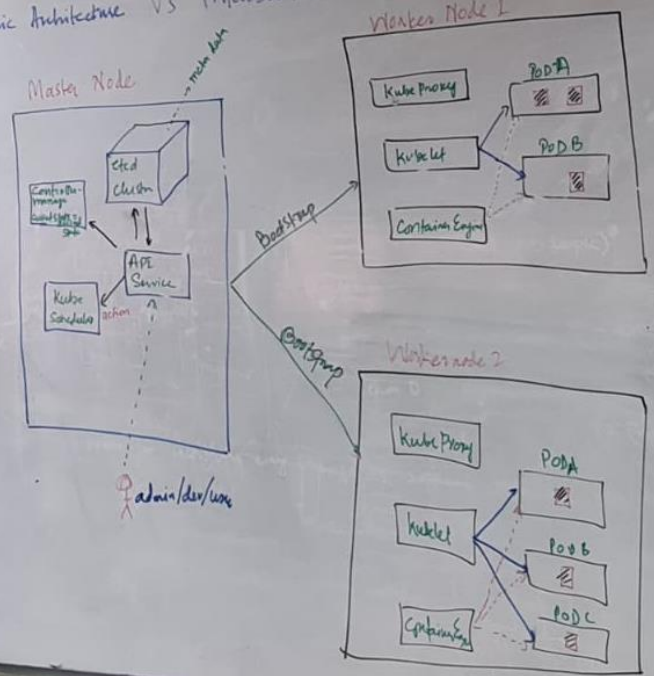 Architecture VS
Master Node
meta data
etcd
cluster
API
Service
Kube
Scheduler
action
admin/dev/user
Bootstrap
Bootstrap
Worker Node 1
Kube Proxy
Kubelet
Container Engine
POD A
POD B
Worker node 2
Kube Proxy
Kubelet
POD A
POD B
POD C